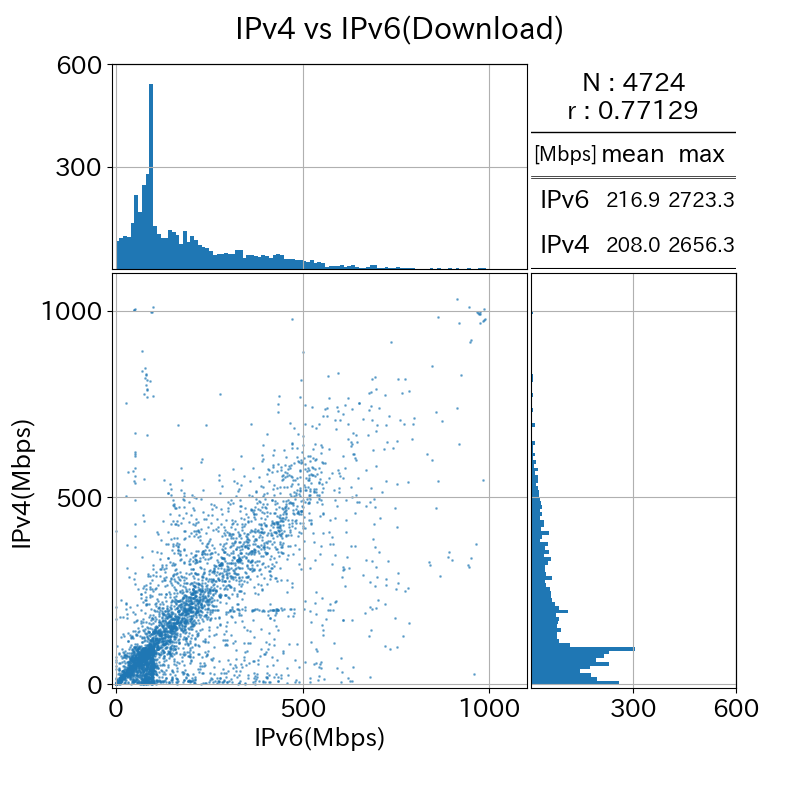 IPv4 vs IPv6(Download)
600
300
N : 4724
r : 0.77129
[Mbps] mean max
IPv6 216.9 2723.3
IPv4 208.0 2656.3
1000
500
0
IPv4(Mbps)
0 500 1000
IPv6(Mbps)
300 600